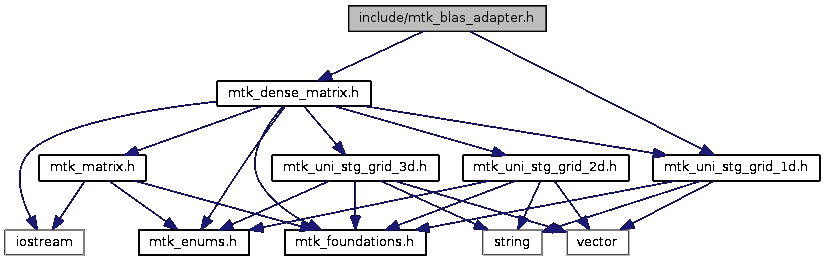 include/mtk_blas_adapter.h
mtk_dense_matrix.h
mtk_matrix.h
mtk_uni_stg_grid_3d.h
mtk_uni_stg_grid_2d.h
mtk_uni_stg_grid_1d.h
iostream
mtk_enums.h
mtk_foundations.h
string
vector